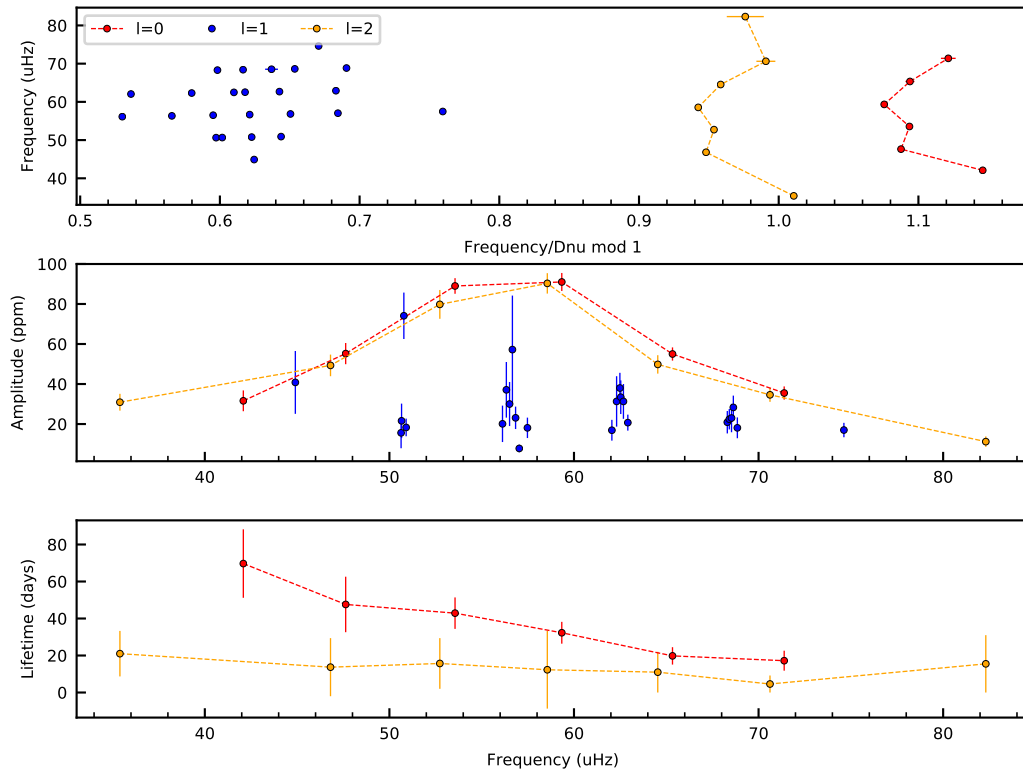 80
70
60
50
40
Frequency (uHz)
l=0 l=1 l=2
0.5 0.6 0.7 0.8 0.9 1.0 1.1
Frequency/Dnu mod 1
100
80
60
40
20
Amplitude (ppm)
40 50 60 70 80
80
60
40
20
0
Lifetime (days)
40 50 60 70 80
Frequency (uHz)